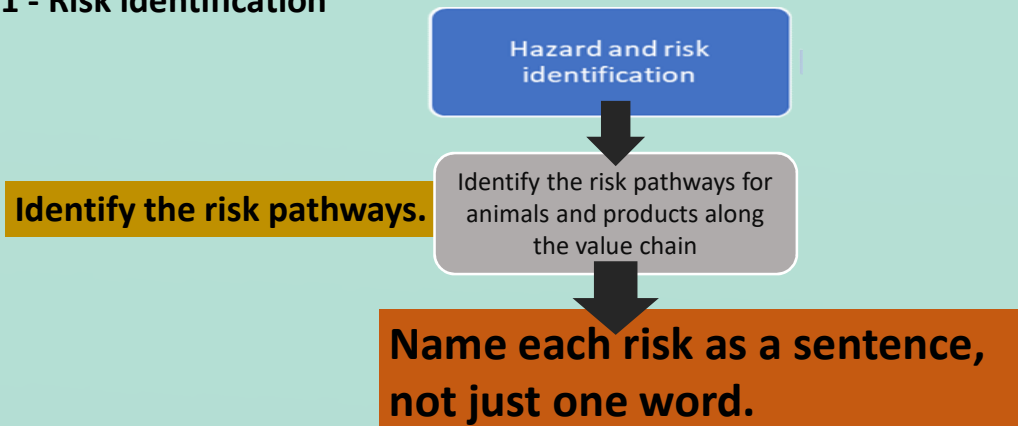 1 - Risk identification
Hazard and risk
identification
Identify the risk pathways.
Identify the risk pathways for
animals and products along
the value chain
Name each risk as a sentence,
not just one word.